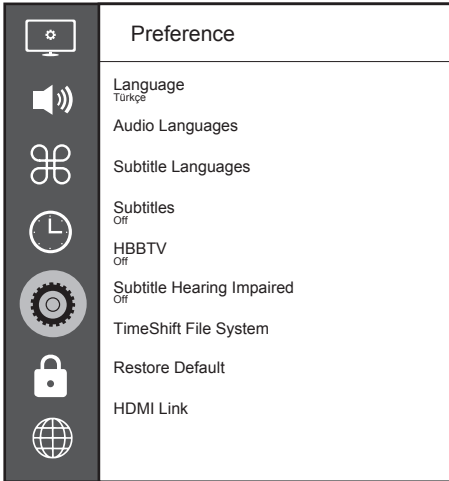 Preference
Language
Türkçe
Audio Languages
Subtitle Languages
Subtitles
Off
HBBTV
Off
Subtitle Hearing Impaired
Off
TimeShift File System
Restore Default
HDMI Link